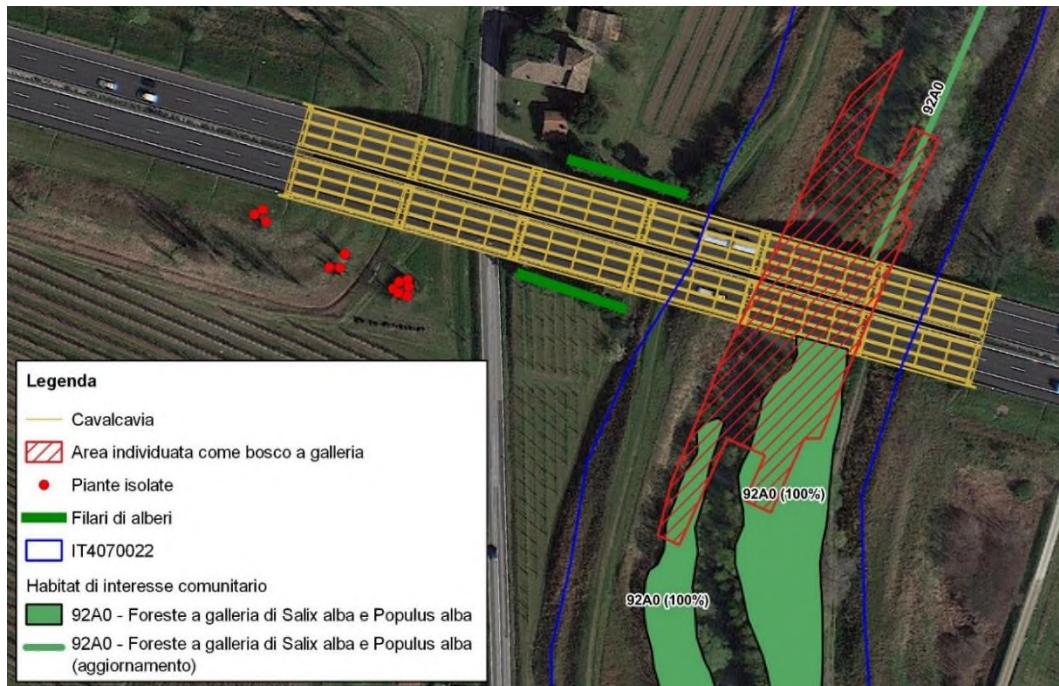 92A0
92A0 (100%)
92A0 (100%)
Legenda
Cavalcavia
Area individuata come bosco a galleria
Piante isolate
Filari di alberi
IT4070022
Habitat di interesse comunitario
92A0 - Foreste a galleria di Salix alba e Populus alba
92A0 - Foreste a galleria di Salix alba e Populus alba
(aggiornamento)